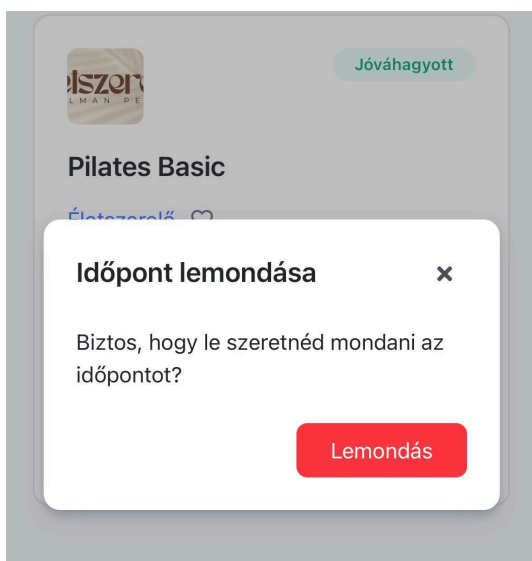 Jóváhagyott
Pilates Basic
Időpont lemondása
Biztos, hogy le szeretnéd mondani az
időpontot?
Lemondás